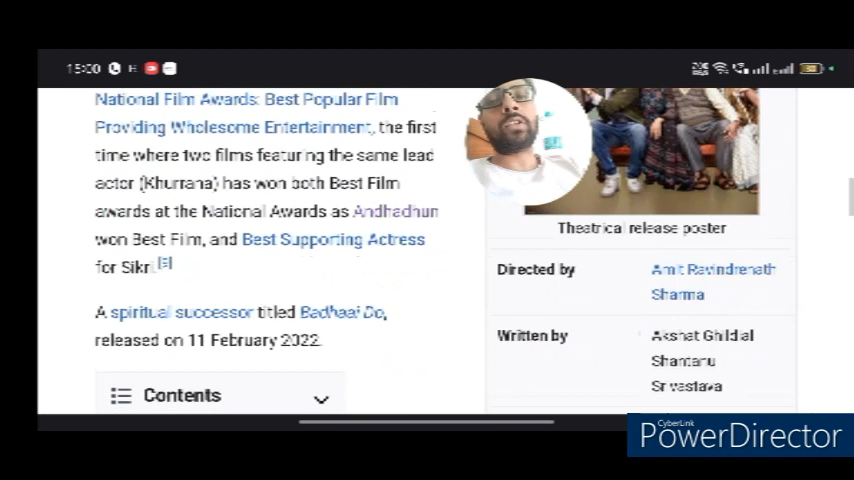 15:00
National Film Awards: Best Popular Film
Providing Wholesome Entertainment, the first
time where two films featuring the same lead
actor (Khurrana) has won both Best Film
awards at the National Awards as Andhadhun
won Best Film, and Best Supporting Actress
for Sikri.[5]
A spiritual successor titled Badhaai Do,
released on 11 February 2022.
Contents
Theatrical release poster
Directed by
Amit Ravindrenath
Sharma
Written by
Akshat Ghildial
Shantanu
Srivastava
CyberLink
PowerDirector